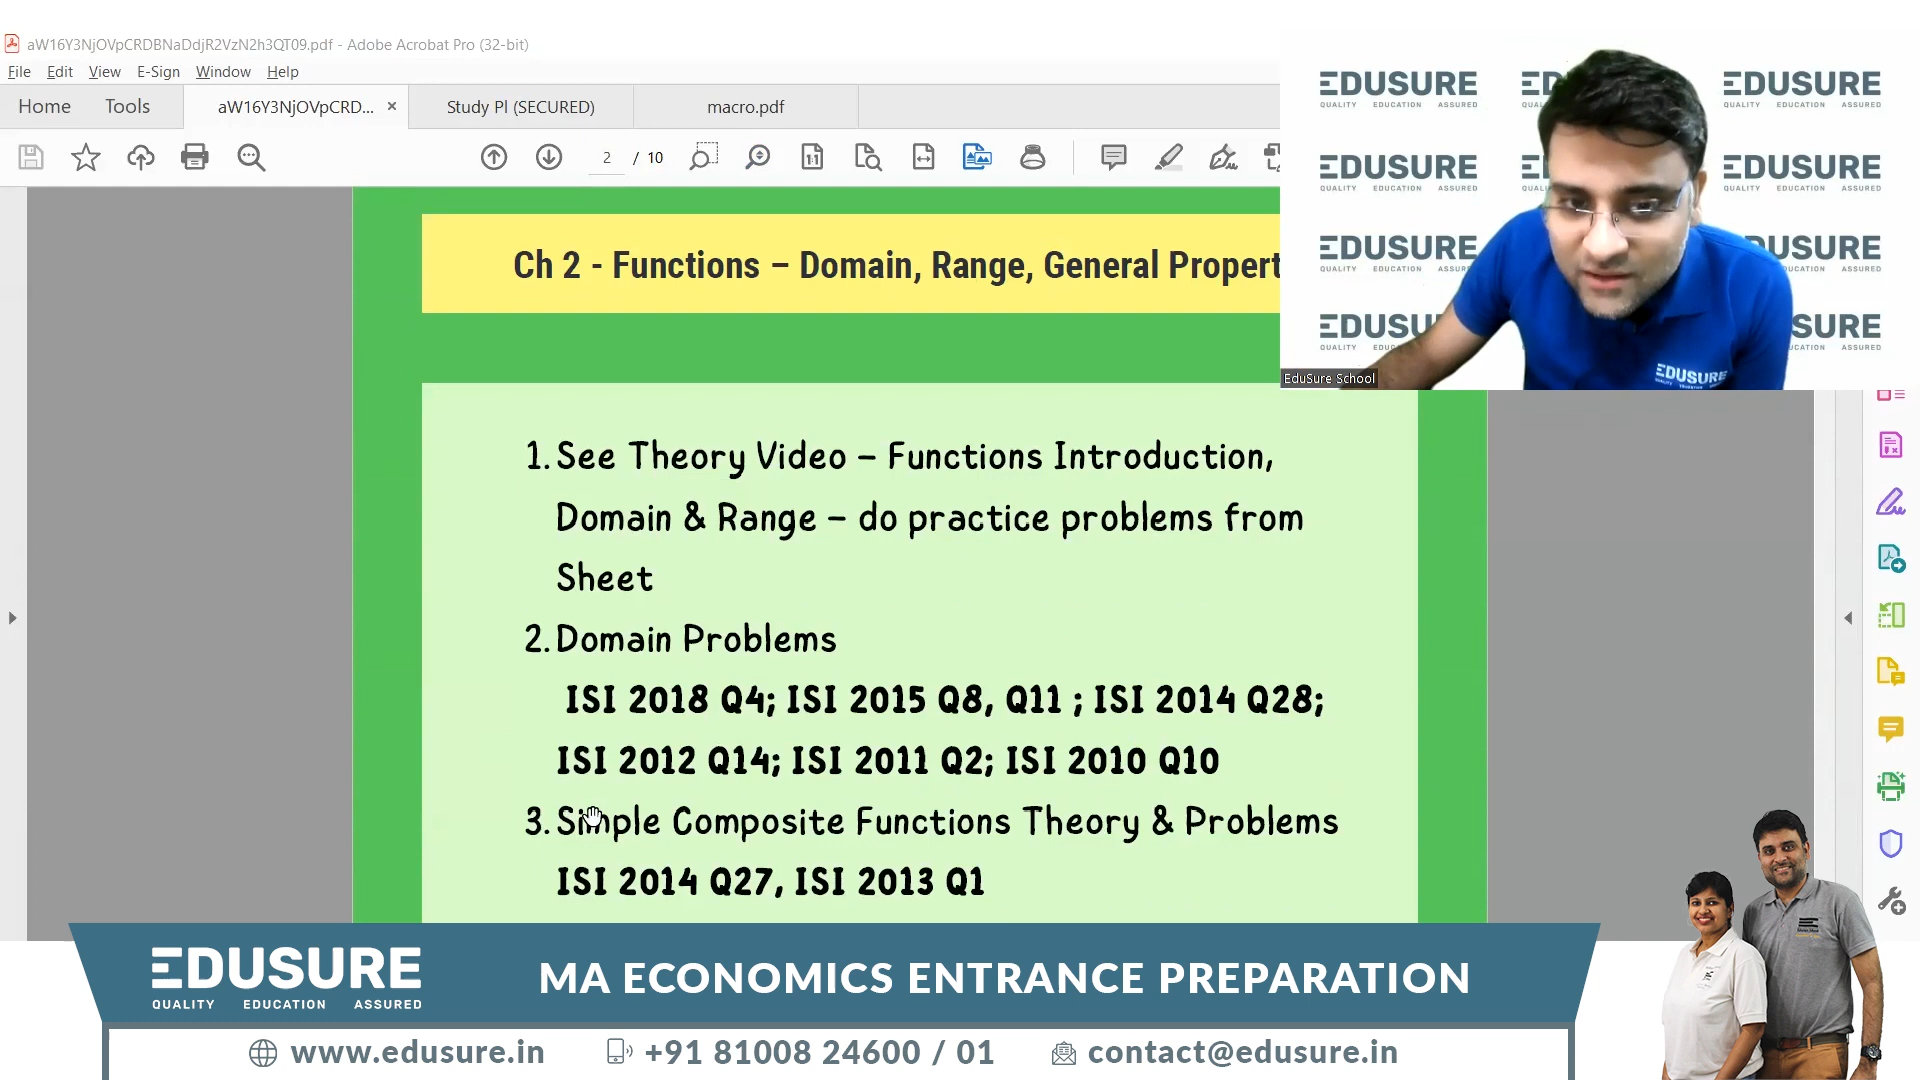 aW16Y3NjOVpCRDBNaDdjR2VzN2h3QT09.pdf - Adobe Acrobat Pro (32-bit)
File Edit View E-Sign Window Help
Home Tools aW16Y3NjOVpCRD... × Study Pl (SECURED) macro.pdf
2 / 10
Ch 2 - Functions – Domain, Range, General Propert
1. See Theory Video – Functions Introduction,
Domain & Range – do practice problems from
Sheet
2. Domain Problems
ISI 2018 Q4; ISI 2015 Q8, Q11 ; ISI 2014 Q28;
ISI 2012 Q14; ISI 2011 Q2; ISI 2010 Q10
3. Simple Composite Functions Theory & Problems
ISI 2014 Q27, ISI 2013 Q1
EDUSURE
QUALITY EDUCATION ASSURED
EduSure School
EDUSURE
EDUSURE
QUALITY EDUCATION ASSURED
MA ECONOMICS ENTRANCE PREPARATION
www.edusure.in +91 81008 24600 / 01 contact@edusure.in